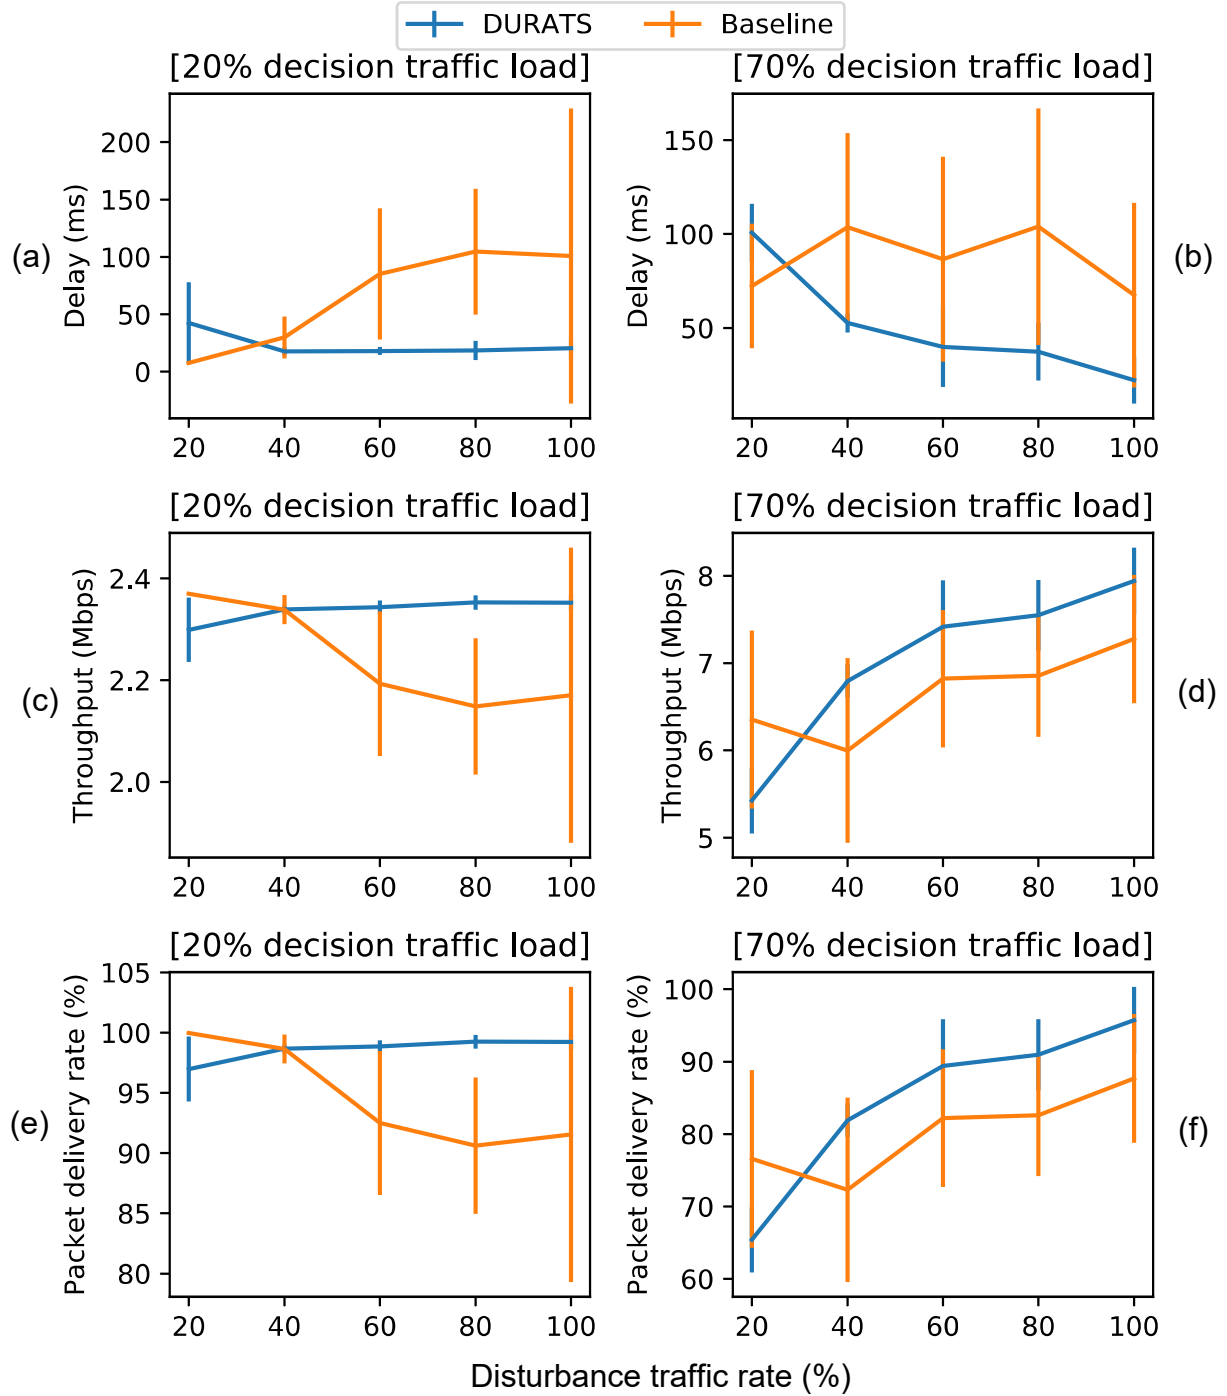 DURATS Baseline
[20% decision traffic load]
200
150
100
50
0
Delay (ms)
(a)
20 40 60 80 100
[70% decision traffic load]
150
100
50
Delay (ms)
(b)
20 40 60 80 100
[20% decision traffic load]
2.4
2.2
2.0
Throughput (Mbps)
(c)
20 40 60 80 100
[70% decision traffic load]
8
7
6
5
Throughput (Mbps)
(d)
20 40 60 80 100
[20% decision traffic load]
105
100
95
90
85
80
Packet delivery rate (%)
(e)
20 40 60 80 100
[70% decision traffic load]
100
90
80
70
60
Packet delivery rate (%)
(f)
20 40 60 80 100
Disturbance traffic rate (%)